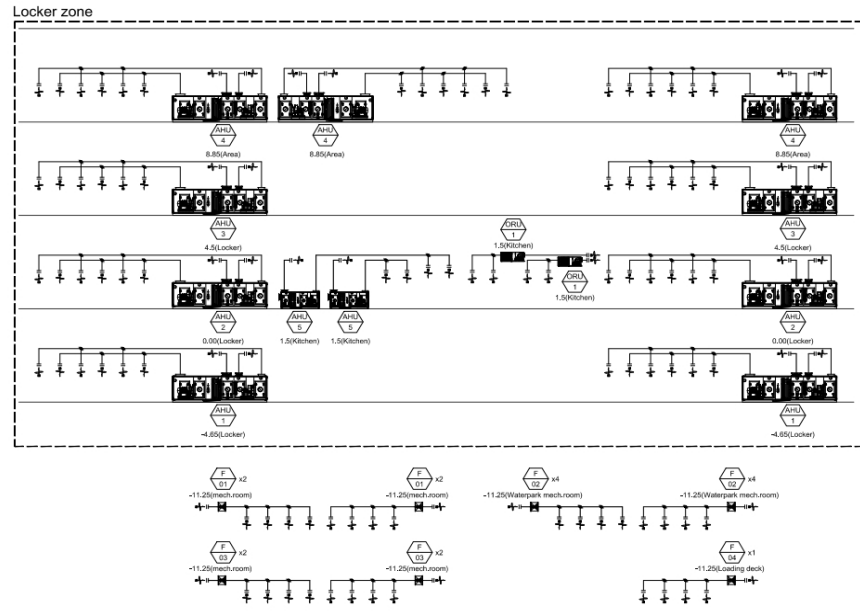 Locker zone
AHU
4
8.85(Area)
AHU
4
8.85(Area)
AHU
4
8.85(Area)
AHU
3
4.5(Locker)
AHU
3
4.5(Locker)
ORU
1
1.5(Kitchen)
ORU
1
1.5(Kitchen)
AHU
2
0.00(Locker)
AHU
5
1.5(Kitchen)
AHU
5
1.5(Kitchen)
AHU
2
0.00(Locker)
AHU
1
-4.65(Locker)
AHU
1
-4.65(Locker)
F
01
x2
-11.25(mech.room)
F
01
x2
-11.25(mech.room)
F
02
x4
-11.25(Waterpark mech.room)
F
02
x4
-11.25(Waterpark mech.room)
F
03
x2
-11.25(mech.room)
F
03
x2
-11.25(mech.room)
F
04
x1
-11.25(Loading deck)